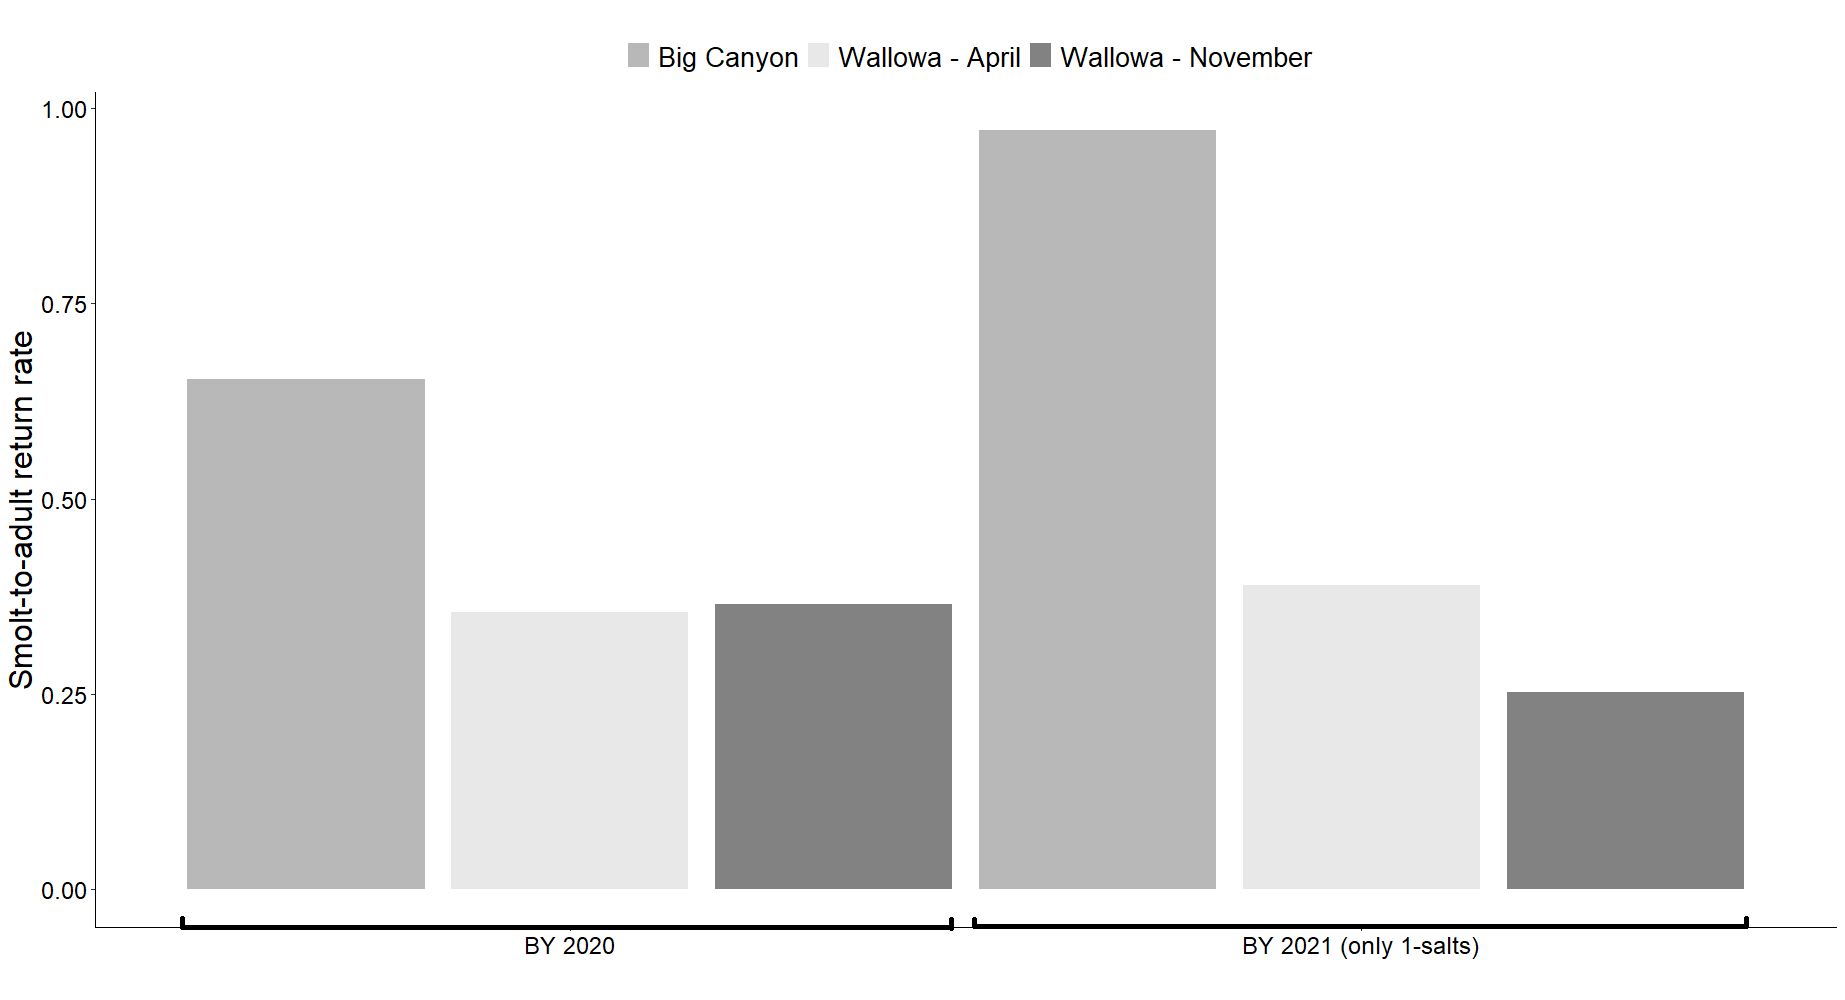 Big Canyon Wallowa - April Wallowa - November
1.00
0.75
0.50
0.25
0.00
Smolt-to-adult return rate
BY 2020
BY 2021 (only 1-salts)